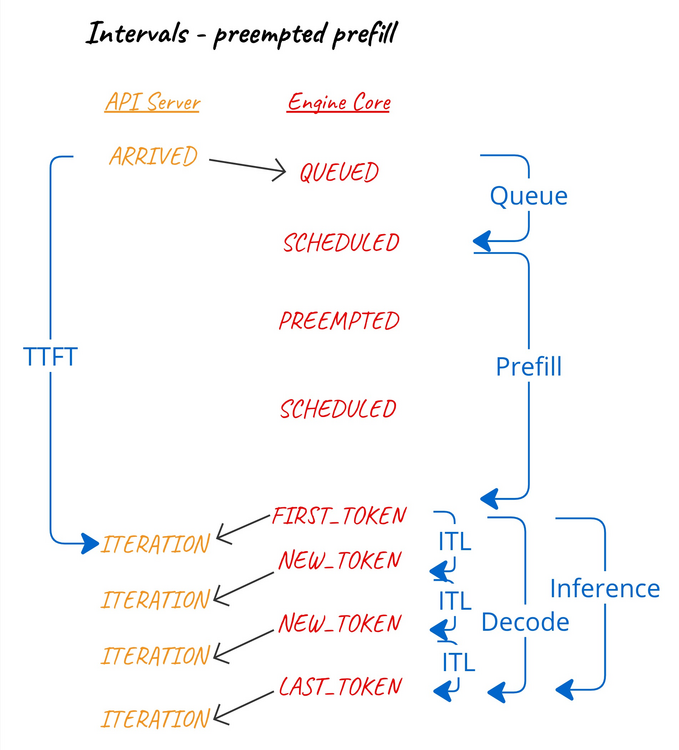 Intervals - preempted prefill
API Server
Engine Core
ARRIVED
QUEUED
Queue
SCHEDULED
PREEMPTED
TTFT
Prefill
SCHEDULED
FIRST_TOKEN
ITERATION
ITL
NEW_TOKEN
Inference
ITERATION
ITL
NEW_TOKEN
Decode
ITERATION
ITL
LAST_TOKEN
ITERATION